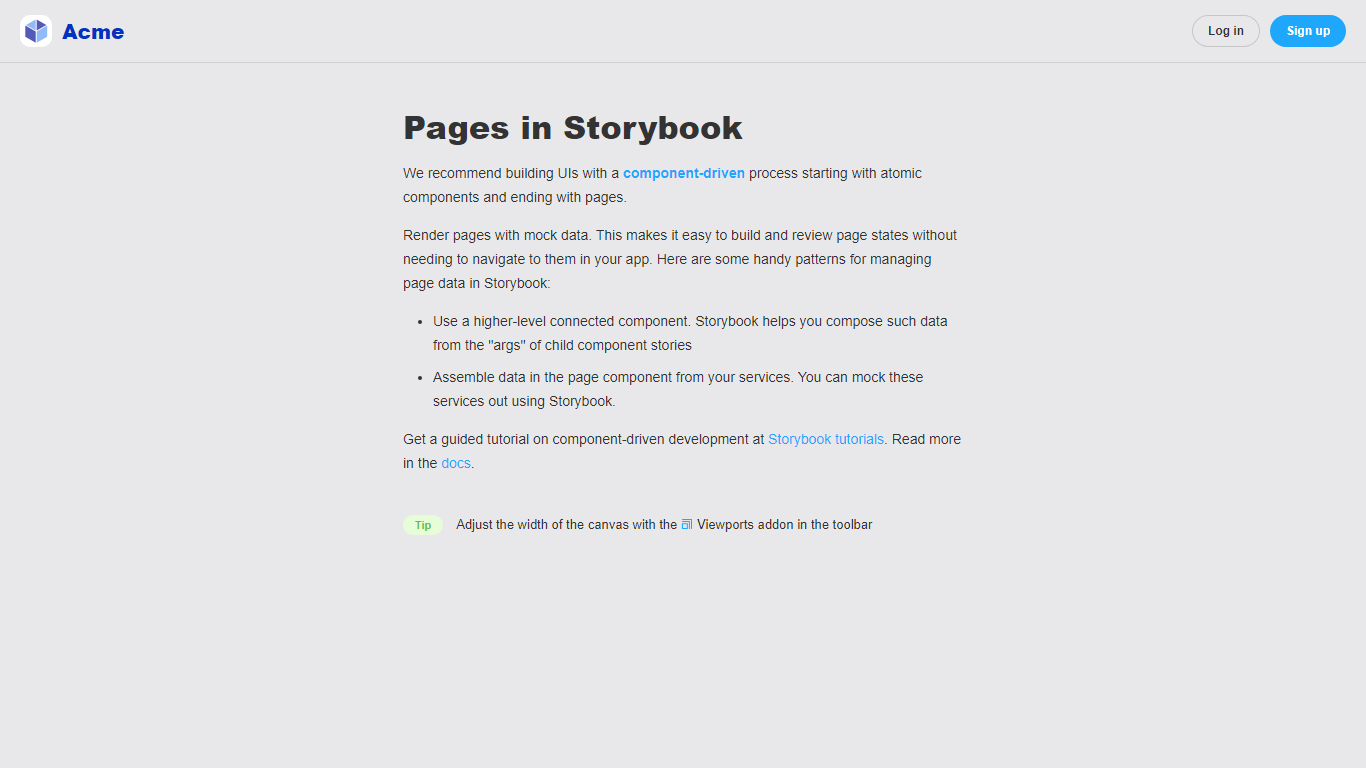 Acme
Log in
Sign up
Pages in Storybook
We recommend building UIs with a component-driven process starting with atomic
components and ending with pages.
Render pages with mock data. This makes it easy to build and review page states without
needing to navigate to them in your app. Here are some handy patterns for managing
page data in Storybook:
• Use a higher-level connected component. Storybook helps you compose such data
from the "args" of child component stories
• Assemble data in the page component from your services. You can mock these
services out using Storybook.
Get a guided tutorial on component-driven development at Storybook tutorials. Read more
in the docs.
Tip Adjust the width of the canvas with the Viewports addon in the toolbar